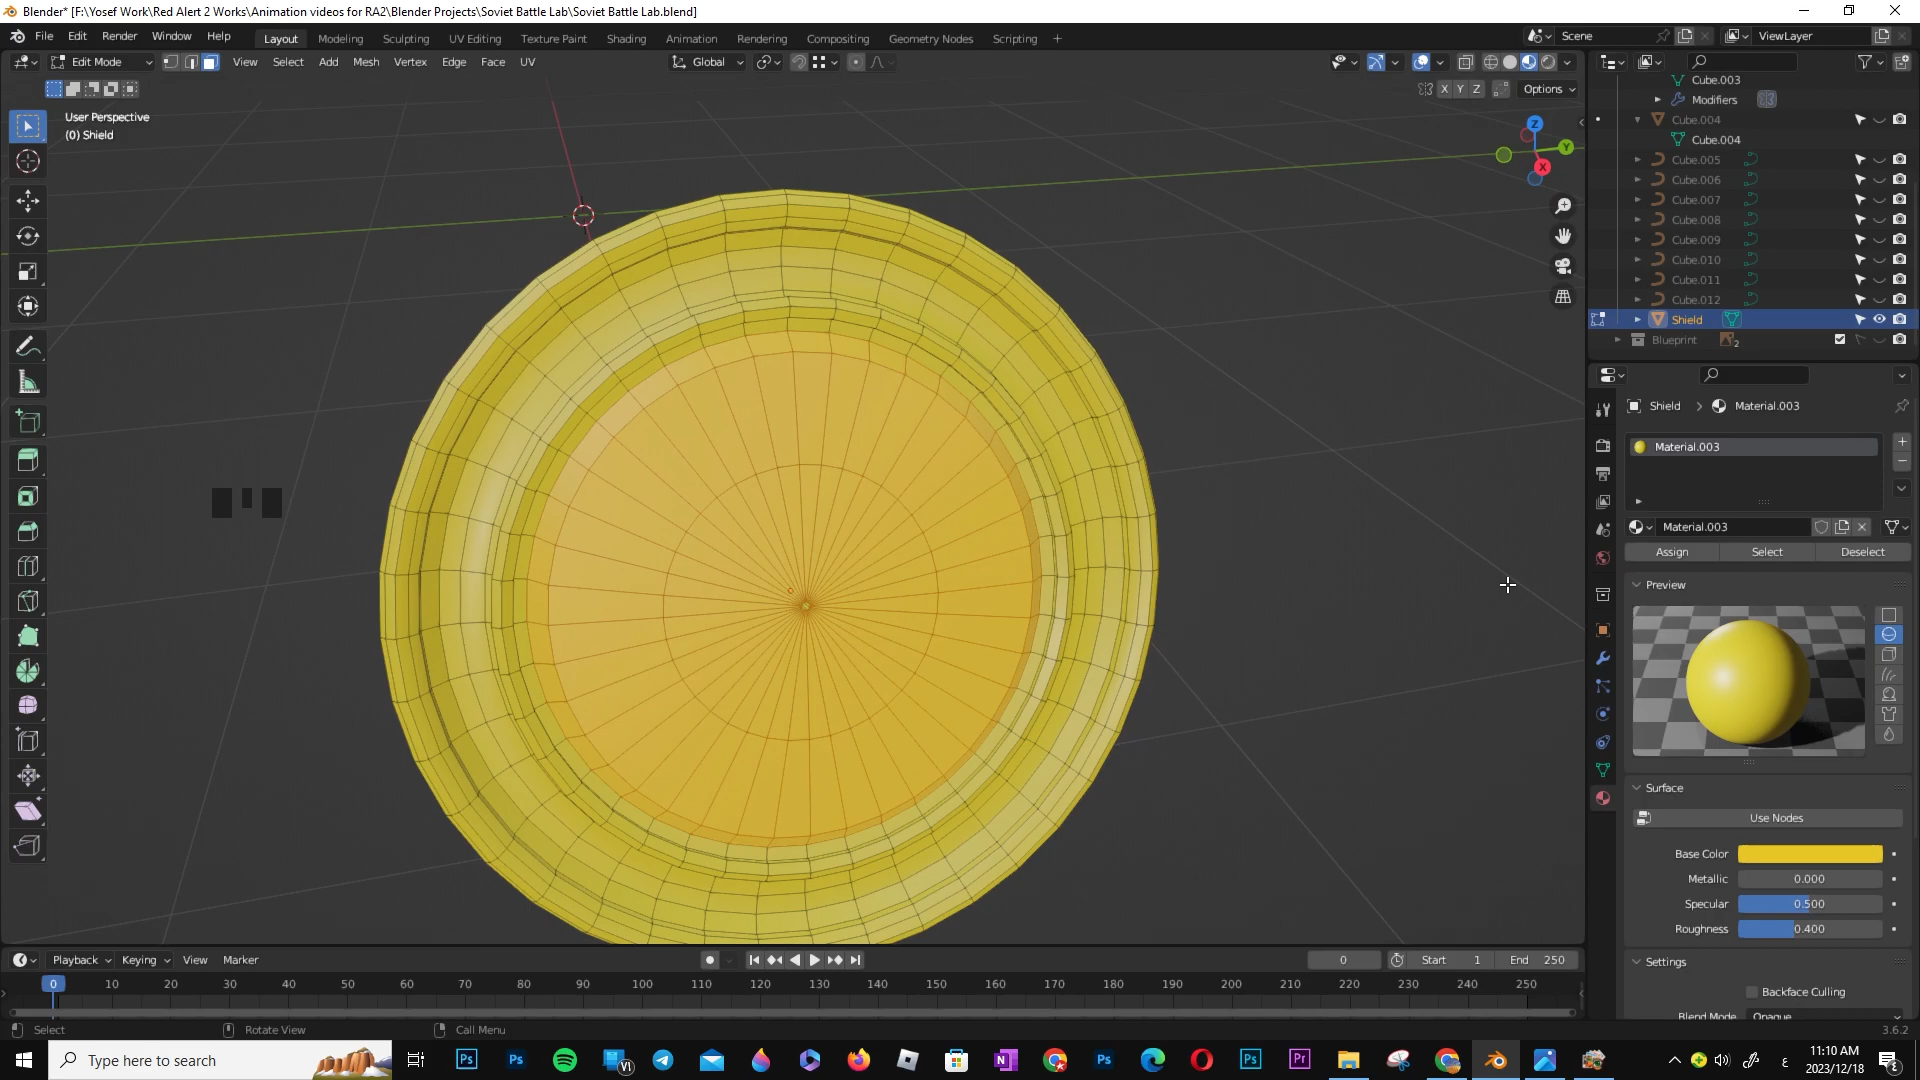 Blender* [F:\Yosef Work\Red Alert 2 Works\Animation videos for RA2\Blender Projects\Soviet Battle Lab\Soviet Battle Lab.blend]
File Edit Render Window Help Layout Modeling Sculpting UV Editing Texture Paint Shading Animation Rendering Compositing Geometry Nodes Scripting + Scene ViewLayer
Edit Mode View Select Add Mesh Vertex Edge Face UV Global
X Y Z Options
User Perspective
(0) Shield
Z
Y
X
Cube.003
Modifiers
Cube.004
Cube.004
Cube.005
Cube.006
Cube.007
Cube.008
Cube.009
Cube.010
Cube.011
Cube.012
Shield
Blueprint 2
Shield > Material.003
Material.003
Material.003
Assign Select Deselect
Preview
Surface
Use Nodes
Base Color
Metallic 0.000
Specular 0.500
Roughness 0.400
Settings
Backface Culling
Blend Mode Opaque
Playback Keying View Marker 0 Start 1 End 250
0 10 20 30 40 50 60 70 80 90 100 110 120 130 140 150 160 170 180 190 200 210 220 230 240 250
Select Rotate View Call Menu 3.6.2
Type here to search
11:10 AM
2023/12/18